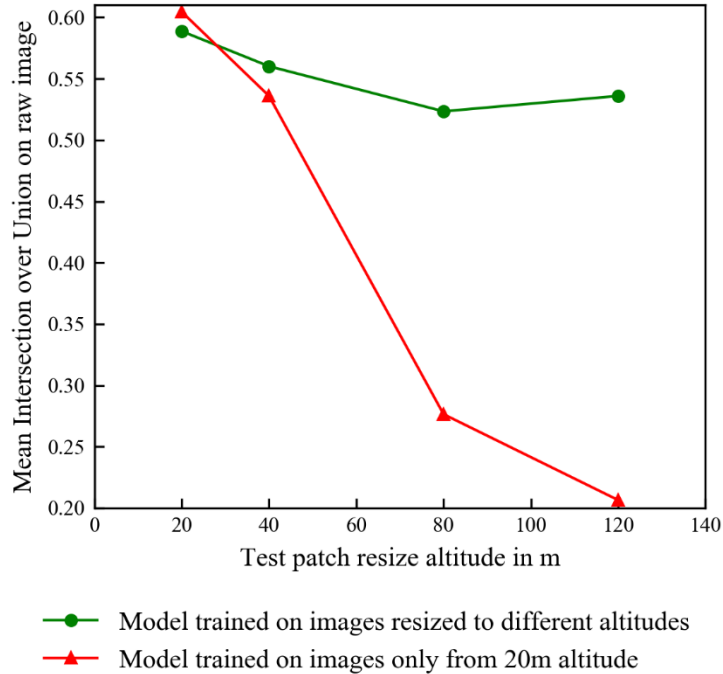 Mean Intersection over Union on raw image
0.60
0.55
0.50
0.45
0.40
0.35
0.30
0.25
0.20
0 20 40 60 80 100 120 140
Test patch resize altitude in m
Model trained on images resized to different altitudes
Model trained on images only from 20m altitude